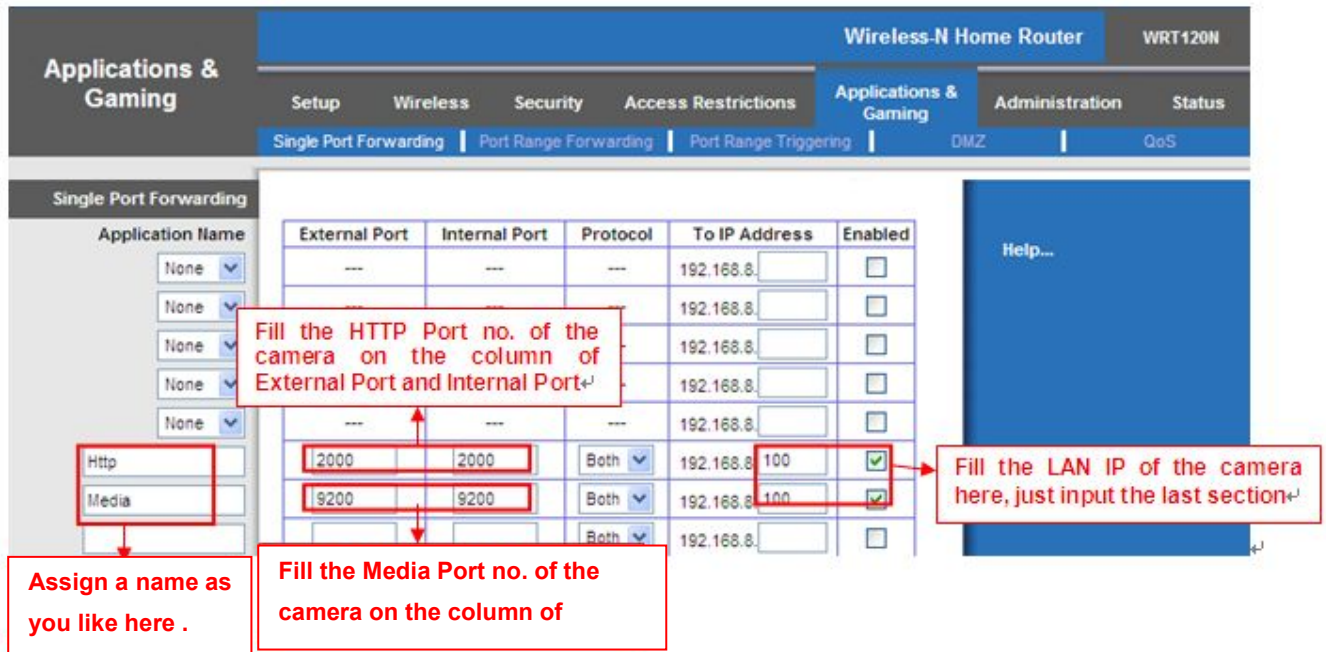 Wireless-N Home Router WRT120N
Applications &
Gaming
Setup Wireless Security Access Restrictions Applications & Gaming Administration Status
Single Port Forwarding Port Range Forwarding Port Range Triggering DMZ QoS
Single Port Forwarding
Application Name External Port Internal Port Protocol To IP Address Enabled
Help...
None --- --- --- 192.168.8.
None --- --- --- 192.168.8.
None 192.168.8.
None 192.168.8.
None --- --- --- 192.168.8.
Fill the HTTP Port no. of the
camera on the column of
External Port and Internal Port↵
Http 2000 2000 Both 192.168.8. 100
Media 9200 9200 Both 192.168.8. 100
Both 192.168.8.
Fill the LAN IP of the camera
here, just input the last section↵
↵
Assign a name as
you like here .
Fill the Media Port no. of the
camera on the column of